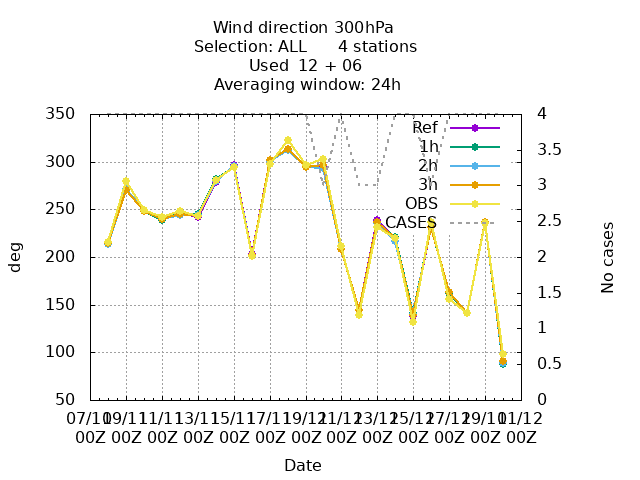 Wind direction 300hPa
Selection: ALL 4 stations
Used 12 + 06
Averaging window: 24h
350
300
250
200
150
100
50
deg
4
3.5
3
2.5
2
1.5
1
0.5
0
No cases
Ref
1h
2h
3h
OBS
CASES
07/11 09/11 11/11 13/11 15/11 17/11 19/11 21/11 23/11 25/11 27/11 29/11 01/12
00Z 00Z 00Z 00Z 00Z 00Z 00Z 00Z 00Z 00Z 00Z 00Z 00Z
Date